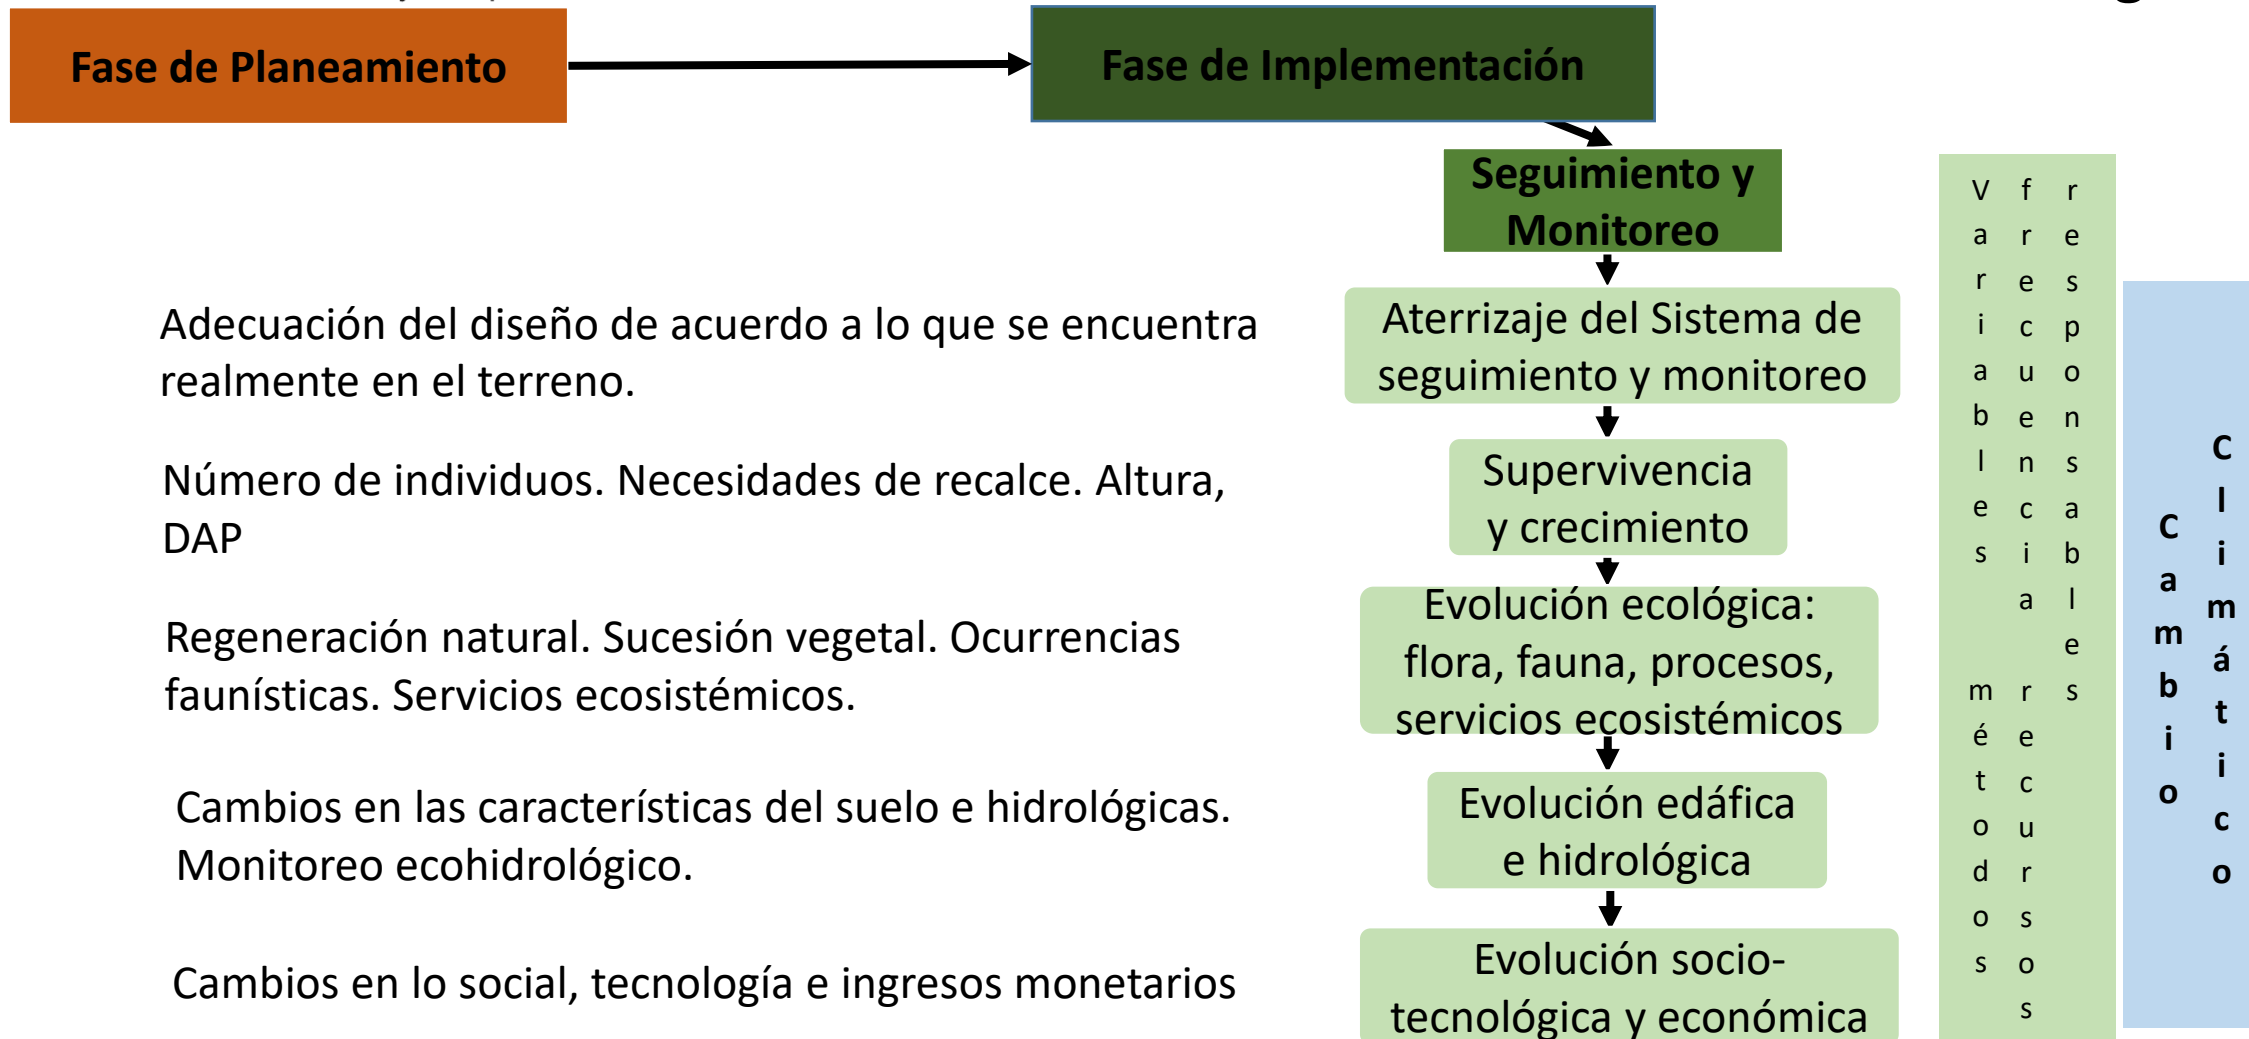 Fase de Planeamiento
Fase de Implementación
Seguimiento y
Monitoreo
Adecuación del diseño de acuerdo a lo que se encuentra
realmente en el terreno.
Aterrizaje del Sistema de
seguimiento y monitoreo
Número de individuos. Necesidades de recalce. Altura,
DAP
Supervivencia
y crecimiento
Regeneración natural. Sucesión vegetal. Ocurrencias
faunísticas. Servicios ecosistémicos.
Evolución ecológica:
flora, fauna, procesos,
servicios ecosistémicos
Cambios en las características del suelo e hidrológicas.
Monitoreo ecohidrológico.
Evolución edáfica
e hidrológica
Cambios en lo social, tecnología e ingresos monetarios
Evolución socio-
tecnológica y económica
Variables métodos
frecuencia recursos
responsables
Cambio
Climático